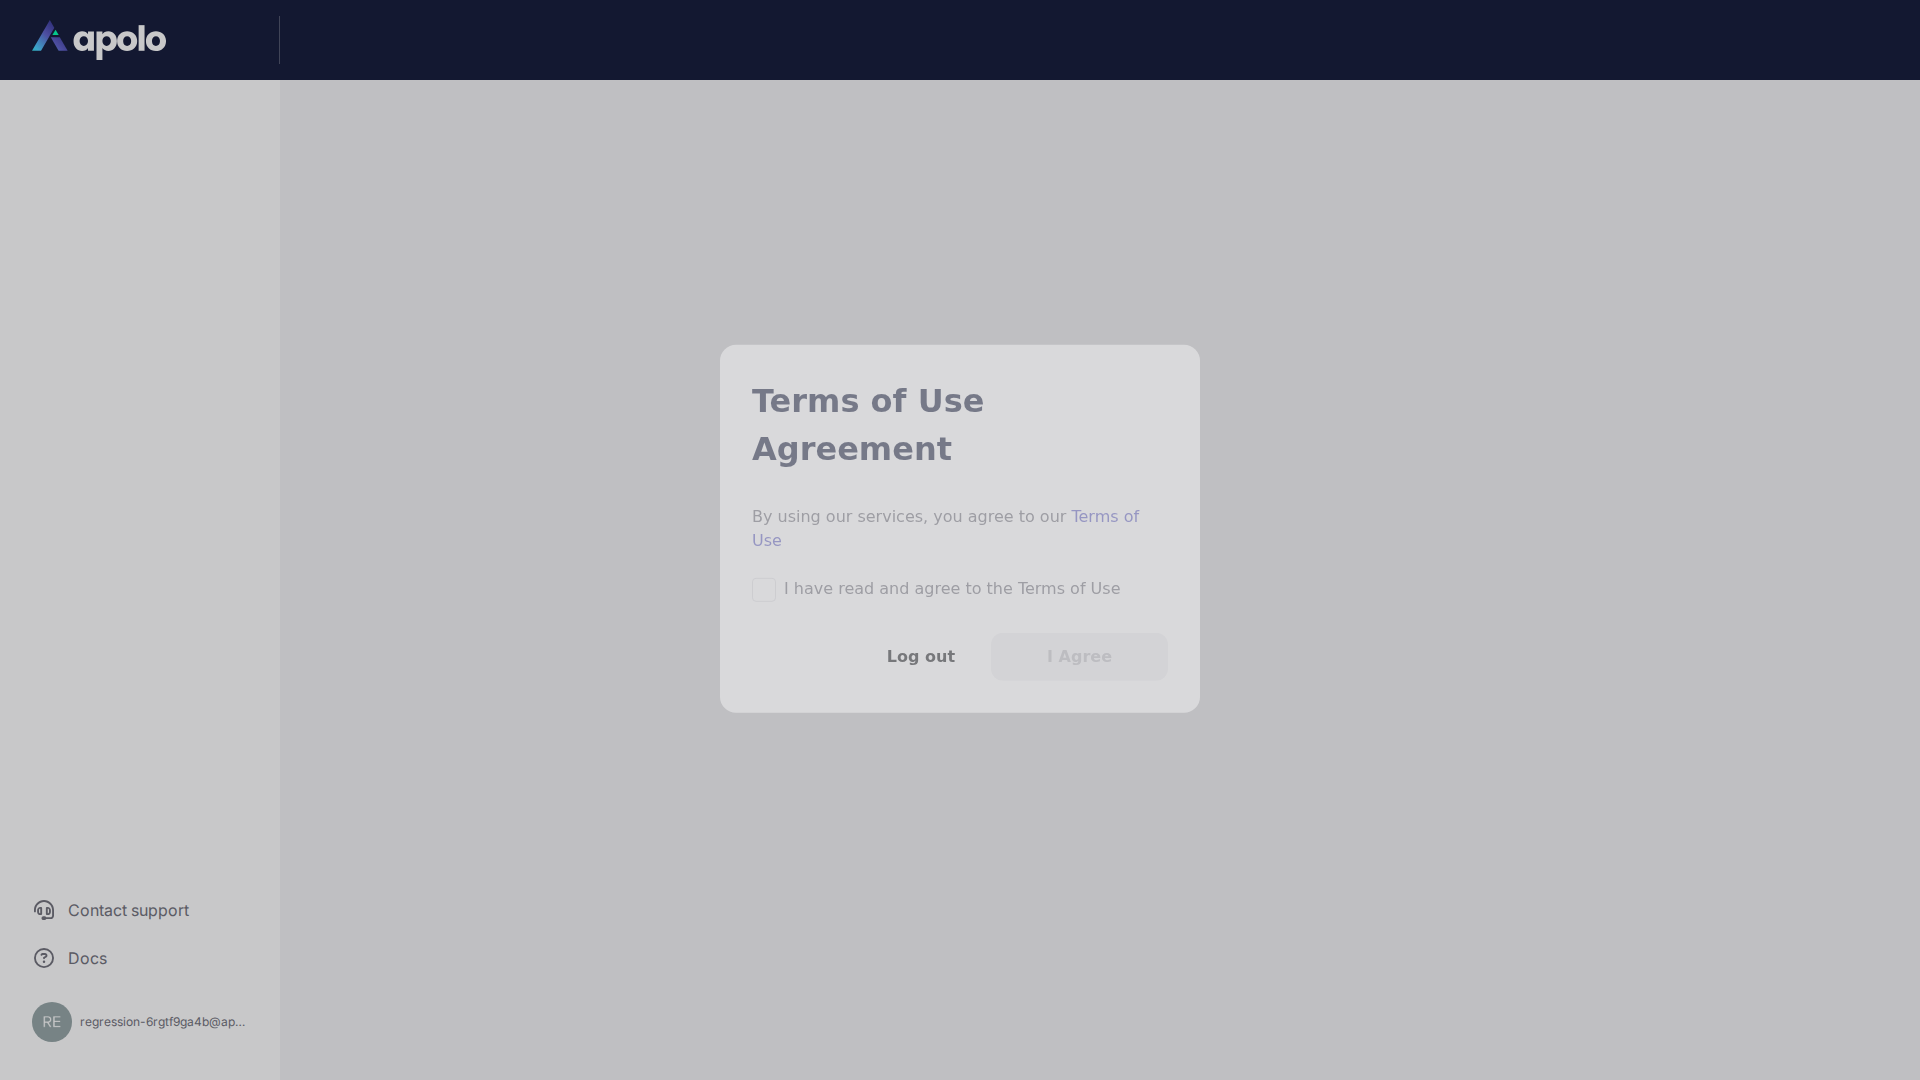 apolo
Terms of Use
Agreement
By using our services, you agree to our Terms of
Use
I have read and agree to the Terms of Use
Log out
I Agree
Contact support
Docs
RE
regression-6rgtf9ga4b@ap...